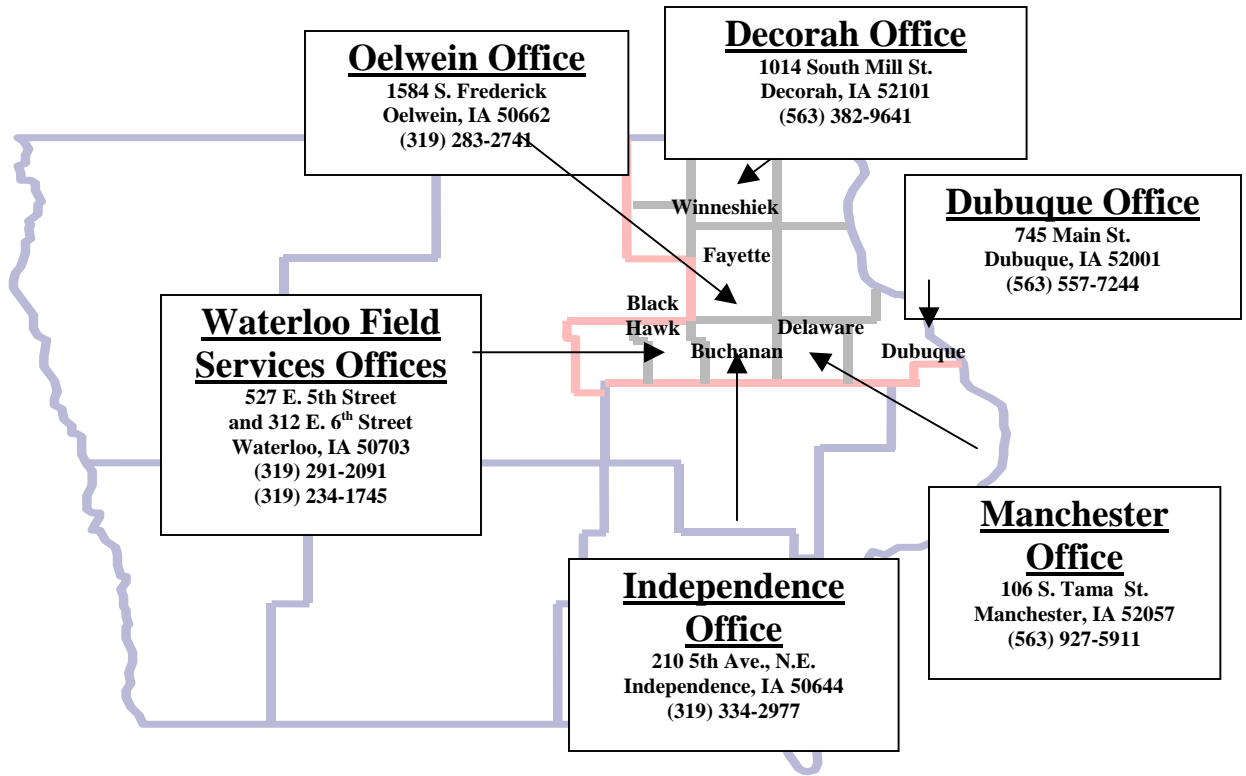 Oelwein Office
1584 S. Frederick
Oelwein, IA 50662
(319) 283-2741
Decorah Office
1014 South Mill St.
Decorah, IA 52101
(563) 382-9641
Dubuque Office
745 Main St.
Dubuque, IA 52001
(563) 557-7244
Winneshiek
Fayette
Black
Hawk
Buchanan
Delaware
Dubuque
Waterloo Field
Services Offices
527 E. 5th Street
and 312 E. 6th Street
Waterloo, IA 50703
(319) 291-2091
(319) 234-1745
Independence
Office
210 5th Ave., N.E.
Independence, IA 50644
(319) 334-2977
Manchester
Office
106 S. Tama St.
Manchester, IA 52057
(563) 927-5911